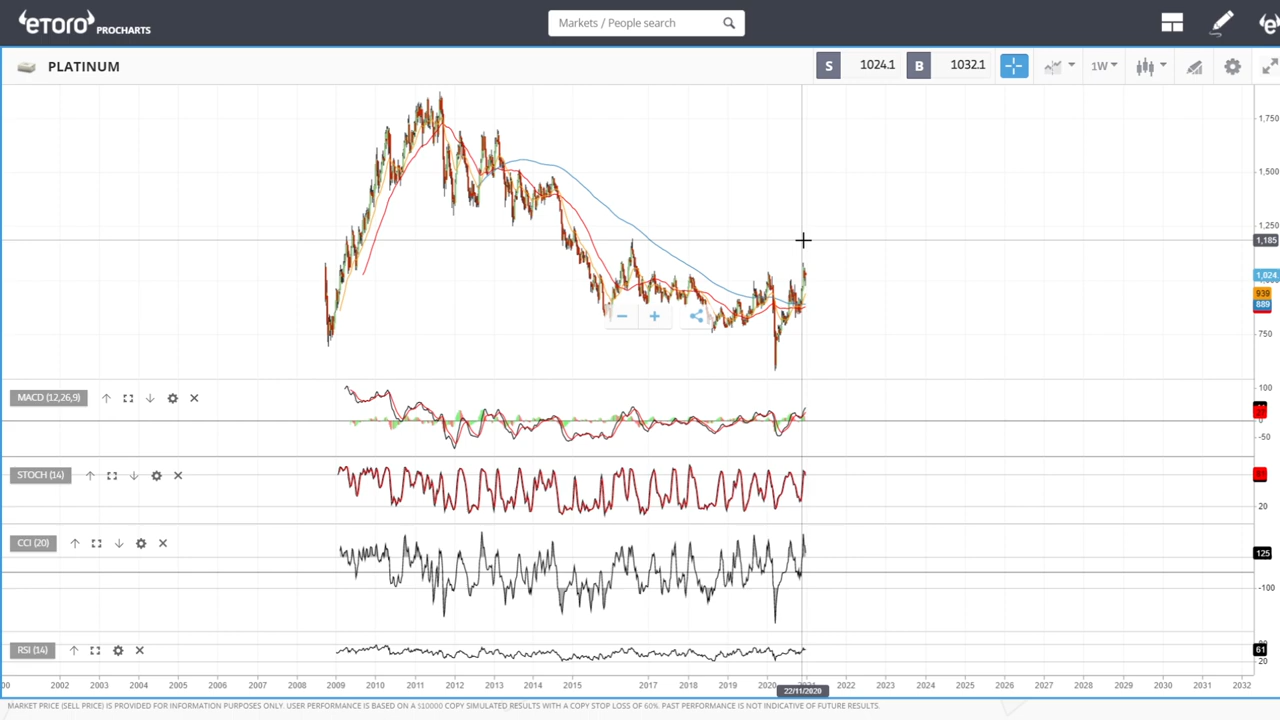 eTORO PROCHARTS
Markets / People search
PLATINUM
S 1024.1 B 1032.1 1W
1,750
1,500
1,250
1,185
1,024
939
889
750
MACD (12,26,9)
100
0
-50
STOCH (14)
20
CCI (20)
125
-100
RSI (14)
61
20
2002 2003 2004 2005 2006 2007 2008 2009 2010 2011 2012 2013 2014 2015 2017 2018 2019 2020 2022 2023 2024 2025 2026 2027 2028 2029 2030 2031 2032
22/11/2020
MARKET PRICE (SELL PRICE) IS PROVIDED FOR INFORMATION PURPOSES ONLY. USER PERFORMANCE IS BASED ON A $10000 COPY SIMULATED RESULTS WITH A COPY STOP LOSS OF 60%. PAST PERFORMANCE IS NOT INDICATIVE OF FUTURE RESULTS.